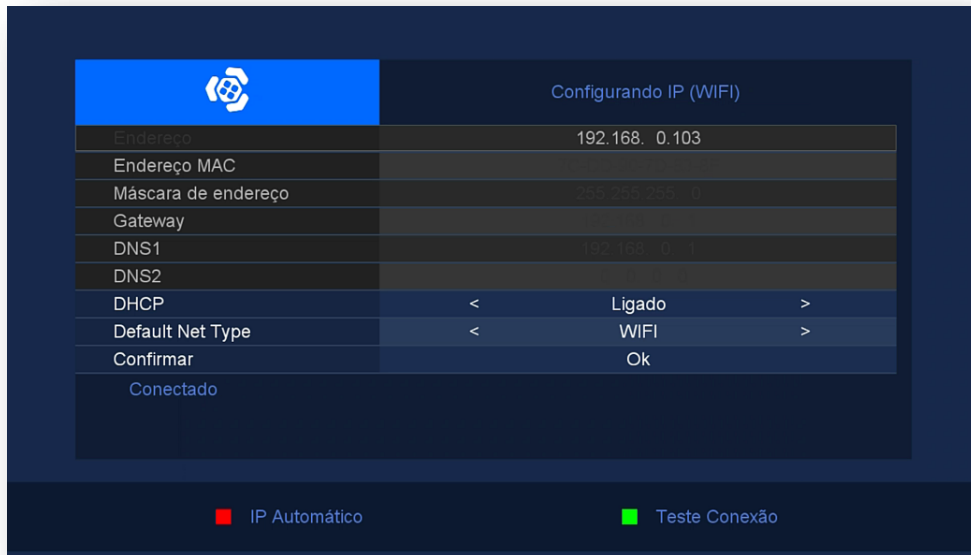 Configurando IP (WIFI)
Endereço 192.168. 0.103
Endereço MAC
Máscara de endereço 255.255.255. 0
Gateway
DNS1 192.168. 0. 1
DNS2
DHCP < Ligado >
Default Net Type < WIFI >
Confirmar Ok
Conectado
IP Automático Teste Conexão